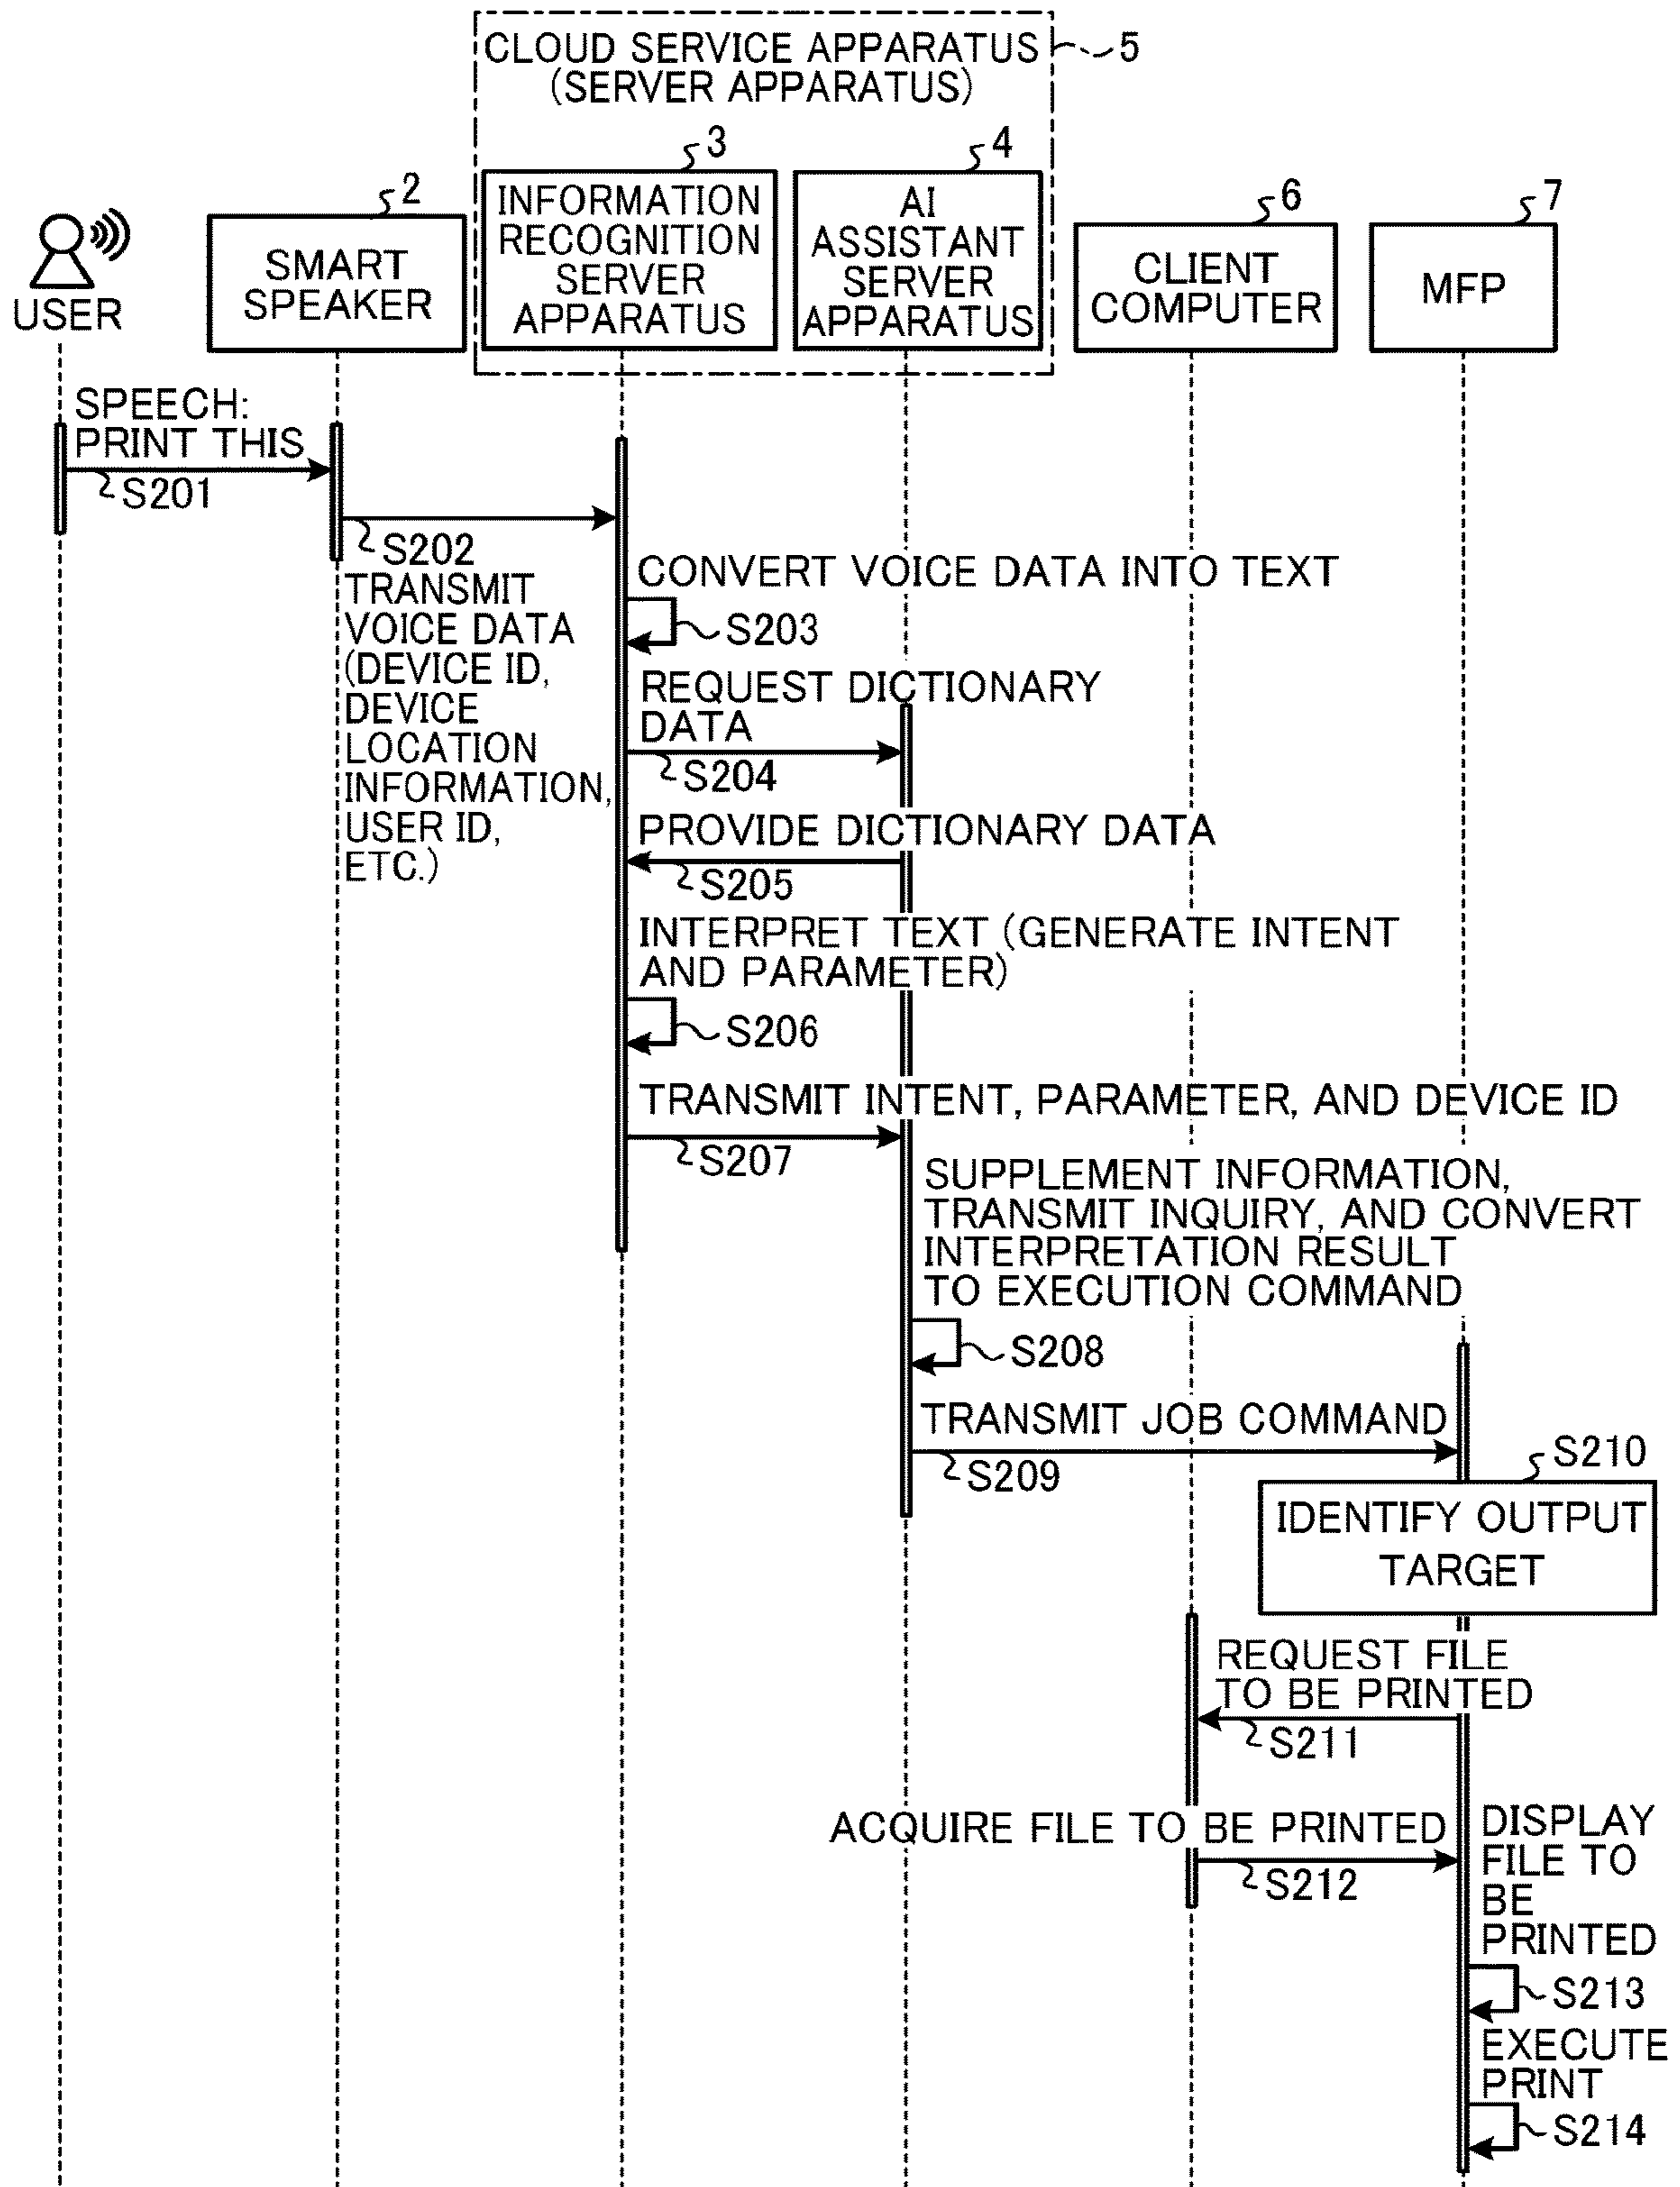 CLOUD SERVICE APPARATUS
(SERVER APPARATUS)
5
USER
2
SMART
SPEAKER
3
INFORMATION
RECOGNITION
SERVER
APPARATUS
4
AI
ASSISTANT
SERVER
APPARATUS
6
CLIENT
COMPUTER
7
MFP
SPEECH:
PRINT THIS
S201
S202
TRANSMIT
VOICE DATA
(DEVICE ID,
DEVICE
LOCATION
INFORMATION,
USER ID,
ETC.)
CONVERT VOICE DATA INTO TEXT
S203
REQUEST DICTIONARY
DATA
S204
PROVIDE DICTIONARY DATA
S205
INTERPRET TEXT (GENERATE INTENT
AND PARAMETER)
S206
TRANSMIT INTENT, PARAMETER, AND DEVICE ID
S207
SUPPLEMENT INFORMATION,
TRANSMIT INQUIRY, AND CONVERT
INTERPRETATION RESULT
TO EXECUTION COMMAND
S208
TRANSMIT JOB COMMAND
S209
S210
IDENTIFY OUTPUT
TARGET
REQUEST FILE
TO BE PRINTED
S211
ACQUIRE FILE TO BE PRINTED
S212
DISPLAY
FILE TO
BE
PRINTED
S213
EXECUTE
PRINT
S214